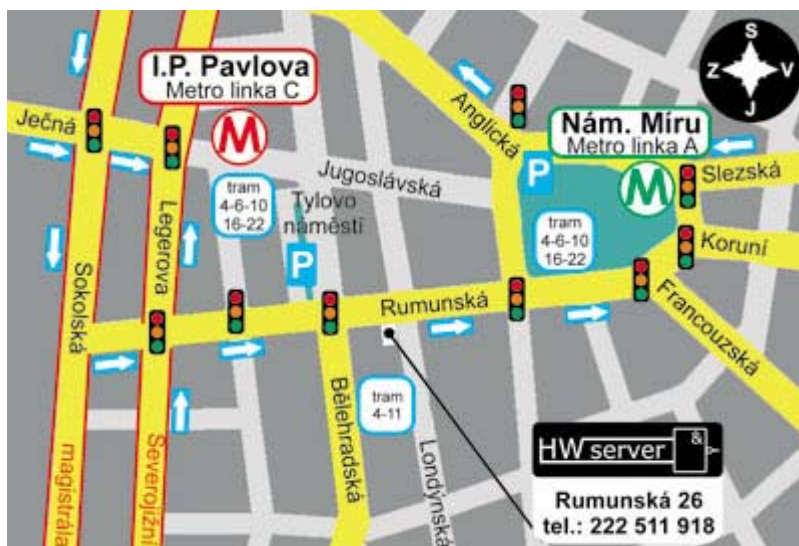 I.P. Pavlova
Metro linka C
M
S
Z V
J
Ječná
Anglická
Nám. Míru
Metro linka A
M
P
Slezská
Jugoslávská
tram
4-6-10
16-22
Tylovo
náměstí
P
Legerova
Sokolská
tram
4-6-10
16-22
Koruní
Rumunská
Francouzská
Bělehradská
tram
4-11
Londýnská
magistrála
Severojižní
HW server
&
Rumunská 26
tel.: 222 511 918